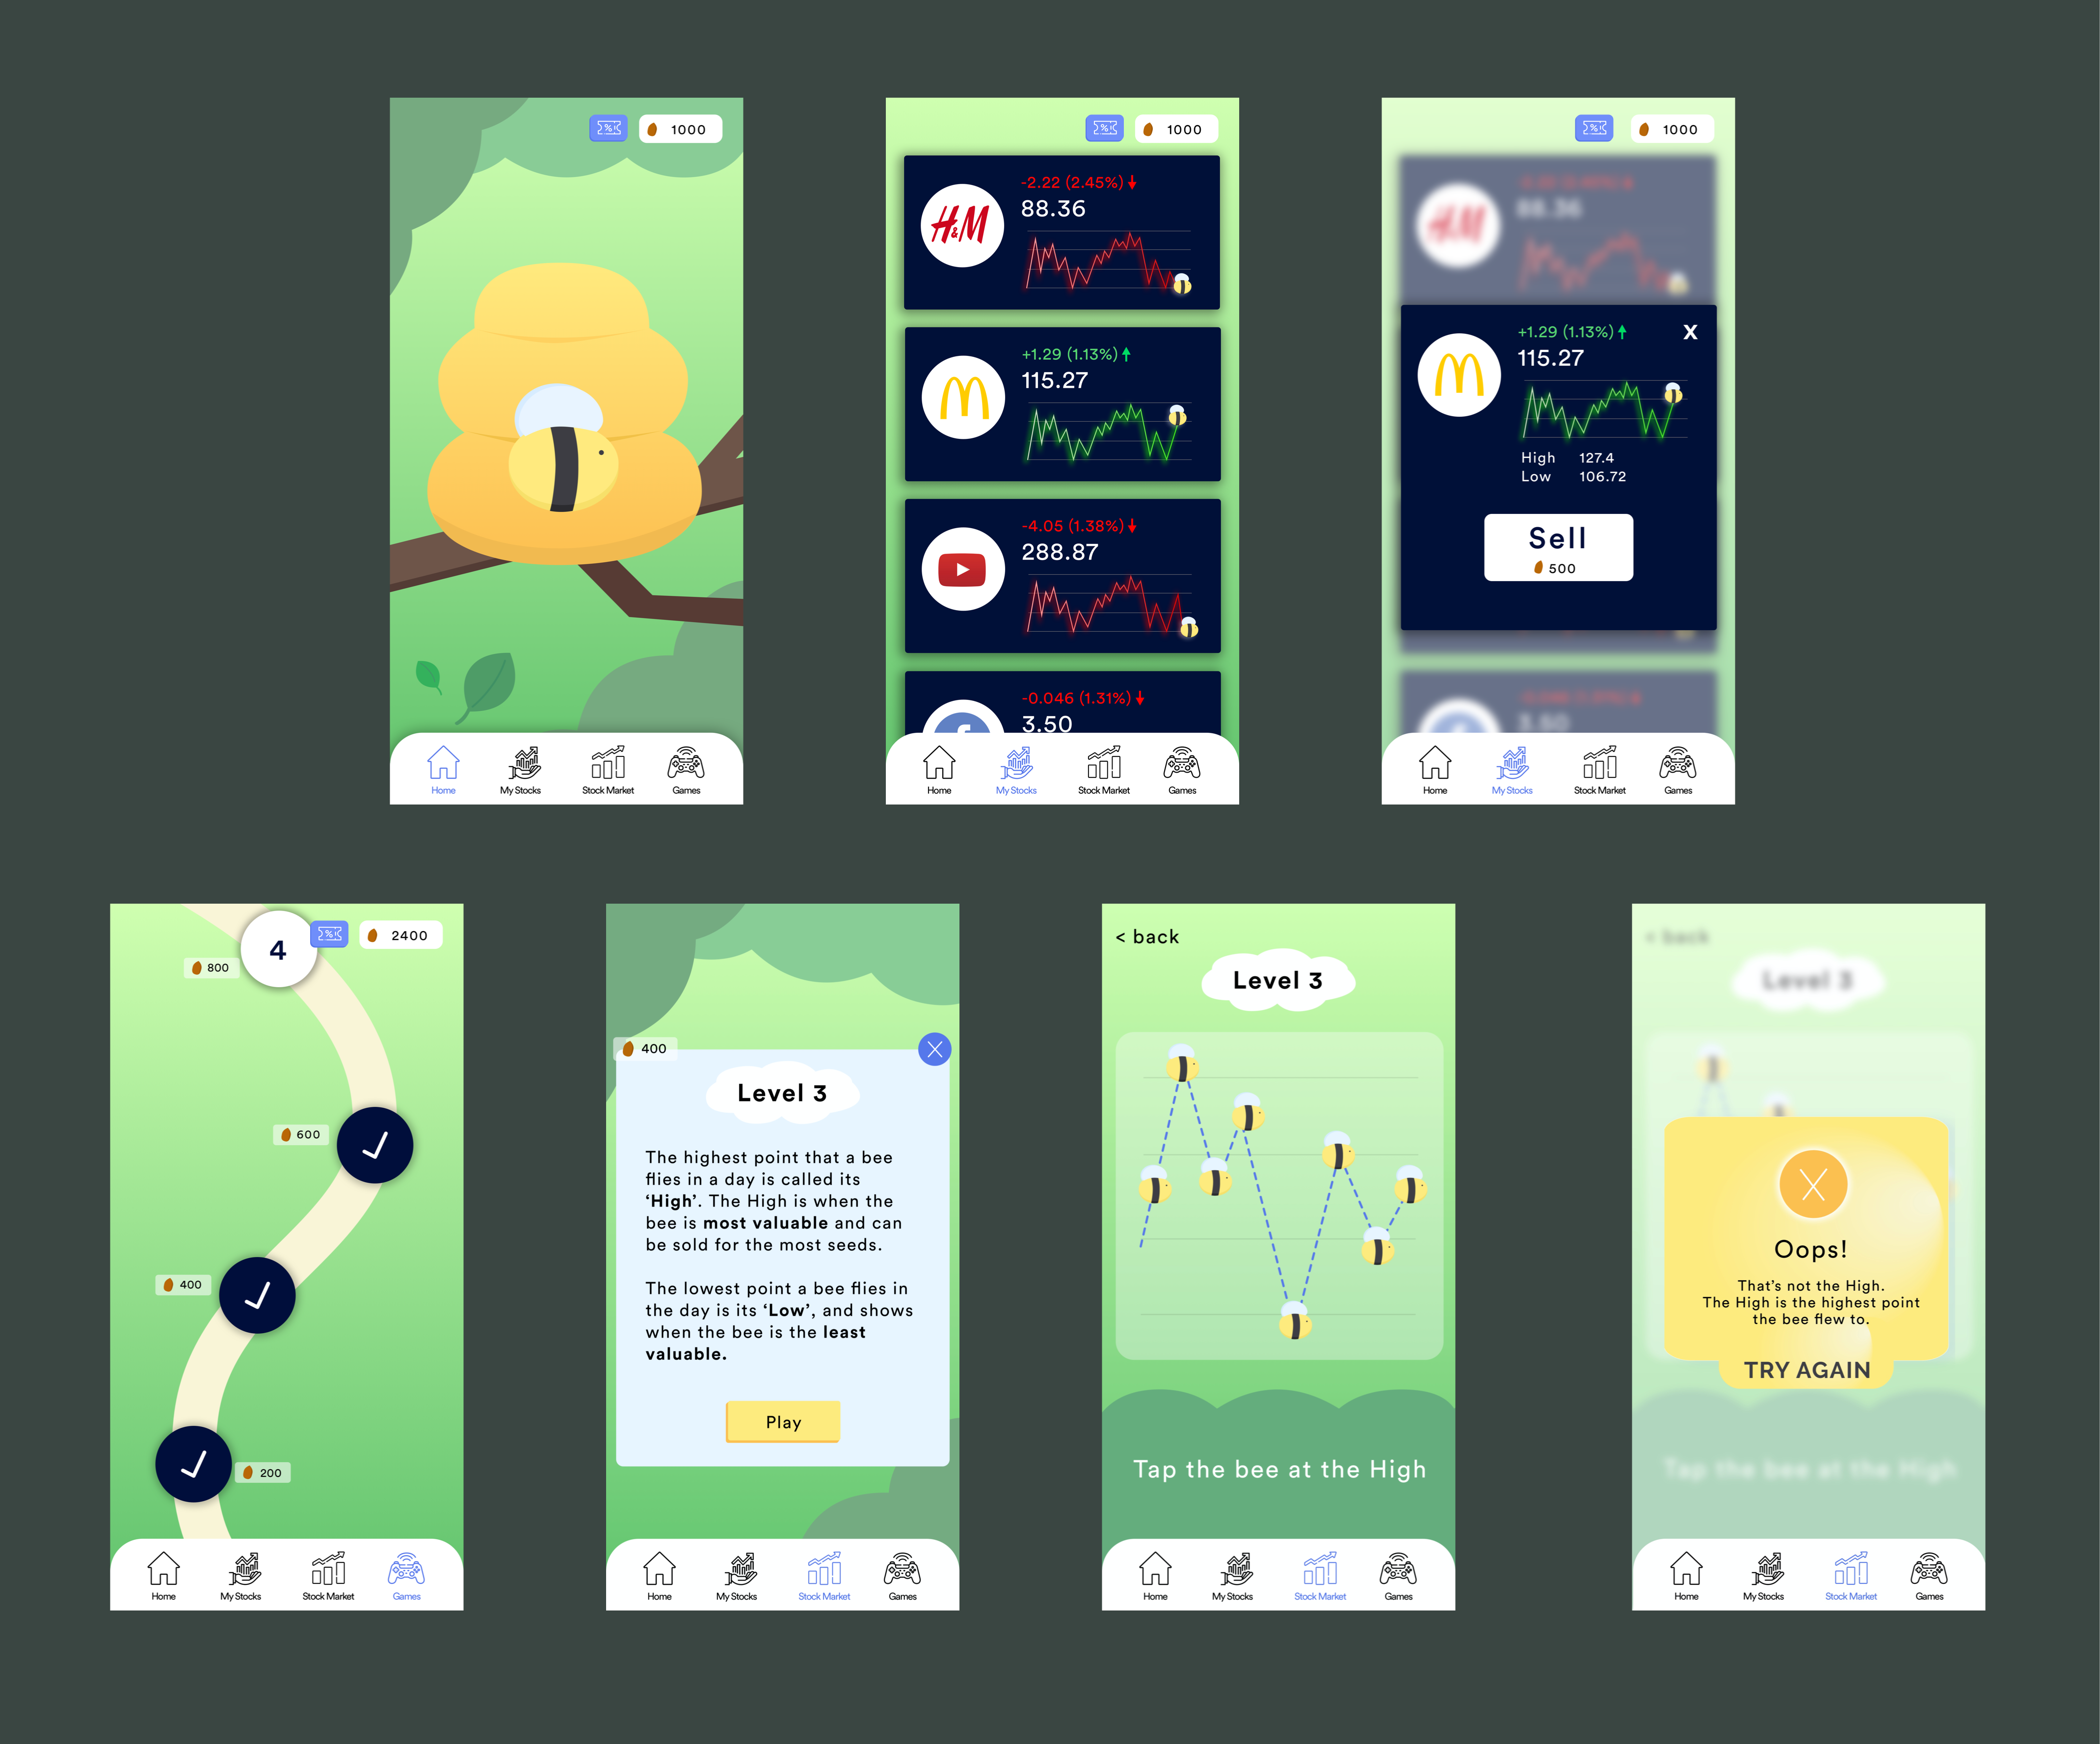 1000
Home
My Stocks
Stock Market
Games
1000
H&M
-2.22 (2.45%)
88.36
+1.29 (1.13%)
115.27
-4.05 (1.38%)
288.87
-0.046 (1.31%)
3.50
Home
My Stocks
Stock Market
Games
1000
H&M
88.36
+1.29 (1.13%)
X
115.27
High 127.4
Low 106.72
Sell
500
3.50
Home
My Stocks
Stock Market
Games
4
2400
800
600
400
200
Home
My Stocks
Stock Market
Games
400
Level 3
The highest point that a bee
flies in a day is called its
‘High’. The High is when the
bee is most valuable and can
be sold for the most seeds.
The lowest point a bee flies in
the day is its ‘Low’, and shows
when the bee is the least
valuable.
Play
Home
My Stocks
Stock Market
Games
< back
Level 3
Tap the bee at the High
Home
My Stocks
Stock Market
Games
< back
Level 3
Oops!
That’s not the High.
The High is the highest point
the bee flew to.
TRY AGAIN
Tap the bee at the High
Home
My Stocks
Stock Market
Games